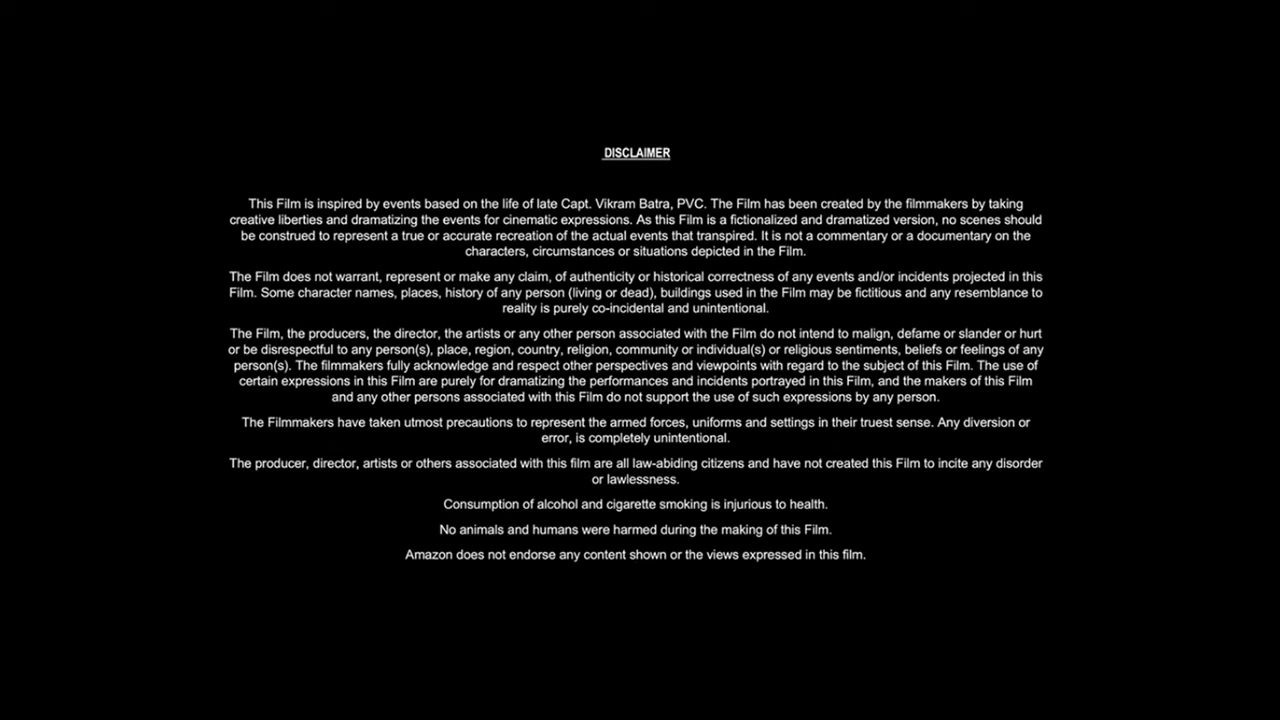 DISCLAIMER
This Film is inspired by events based on the life of late Capt. Vikram Batra, PVC. The Film has been created by the filmmakers by taking
creative liberties and dramatizing the events for cinematic expressions. As this Film is a fictionalized and dramatized version, no scenes should
be construed to represent a true or accurate recreation of the actual events that transpired. It is not a commentary or a documentary on the
characters, circumstances or situations depicted in the Film.
The Film does not warrant, represent or make any claim, of authenticity or historical correctness of any events and/or incidents projected in this
Film. Some character names, places, history of any person (living or dead), buildings used in the Film may be fictitious and any resemblance to
reality is purely co-incidental and unintentional.
The Film, the producers, the director, the artists or any other person associated with the Film do not intend to malign, defame or slander or hurt
or be disrespectful to any person(s), place, region, country, religion, community or individual(s) or religious sentiments, beliefs or feelings of any
person(s). The filmmakers fully acknowledge and respect other perspectives and viewpoints with regard to the subject of this Film. The use of
certain expressions in this Film are purely for dramatizing the performances and incidents portrayed in this Film, and the makers of this Film
and any other persons associated with this Film do not support the use of such expressions by any person.
The Filmmakers have taken utmost precautions to represent the armed forces, uniforms and settings in their truest sense. Any diversion or
error, is completely unintentional.
The producer, director, artists or others associated with this film are all law-abiding citizens and have not created this Film to incite any disorder
or lawlessness.
Consumption of alcohol and cigarette smoking is injurious to health.
No animals and humans were harmed during the making of this Film.
Amazon does not endorse any content shown or the views expressed in this film.